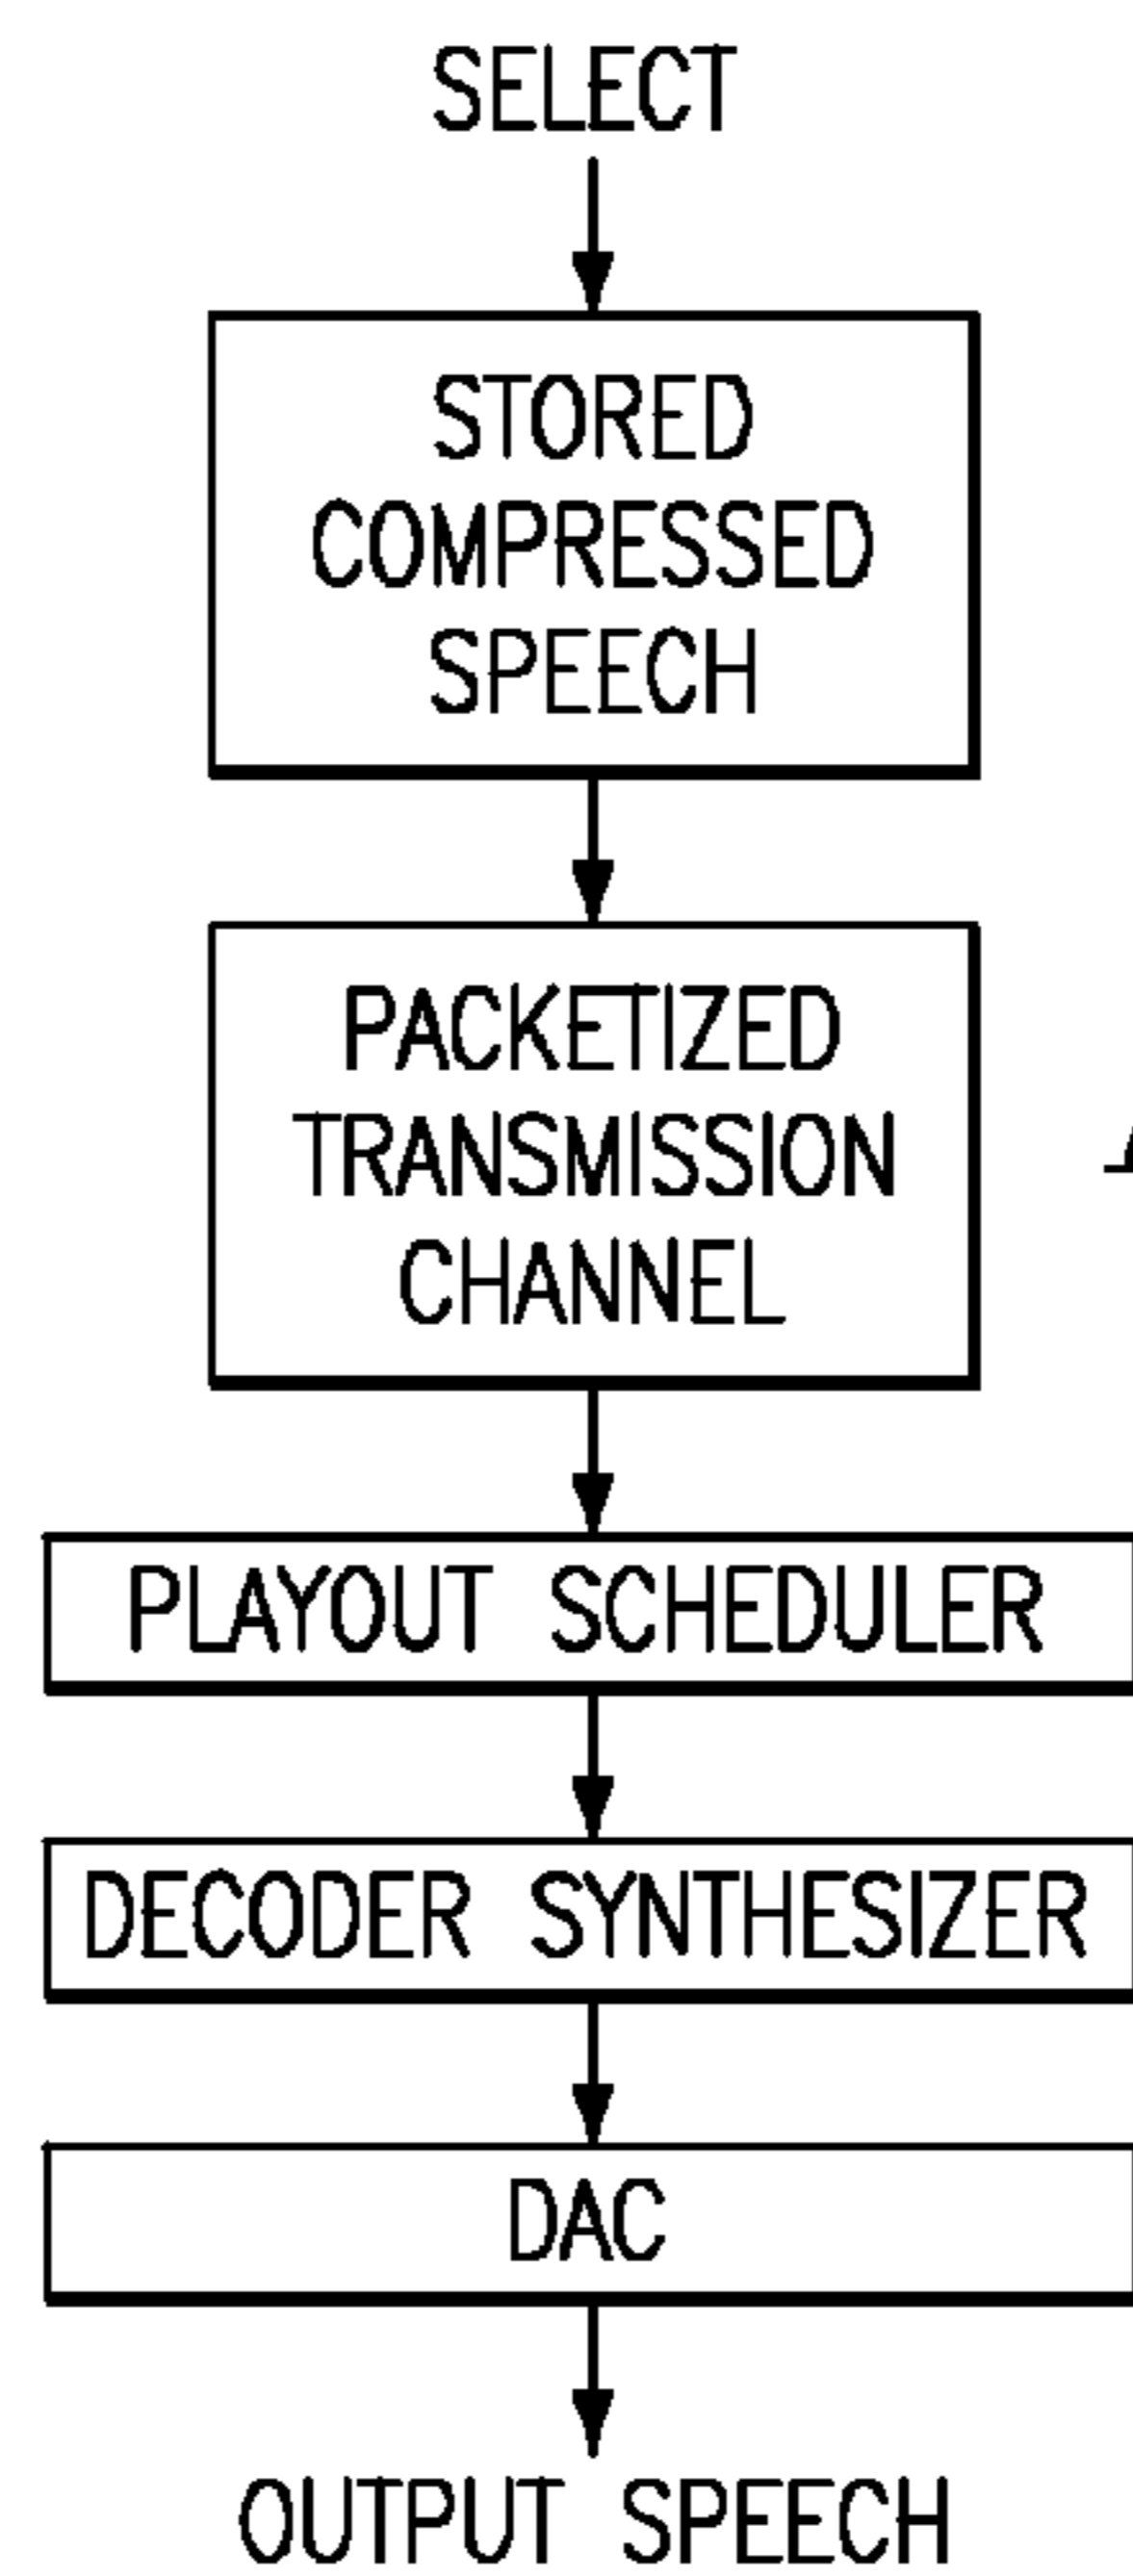 SELECT
STORED
COMPRESSED
SPEECH
PACKETIZED
TRANSMISSION
CHANNEL
PLAYOUT SCHEDULER
DECODER SYNTHESIZER
DAC
OUTPUT SPEECH